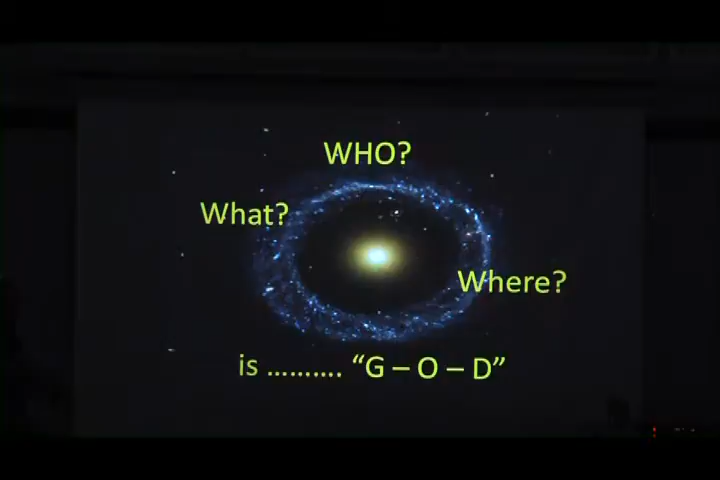 WHO?
What?
Where?
is .......... “G – O – D”